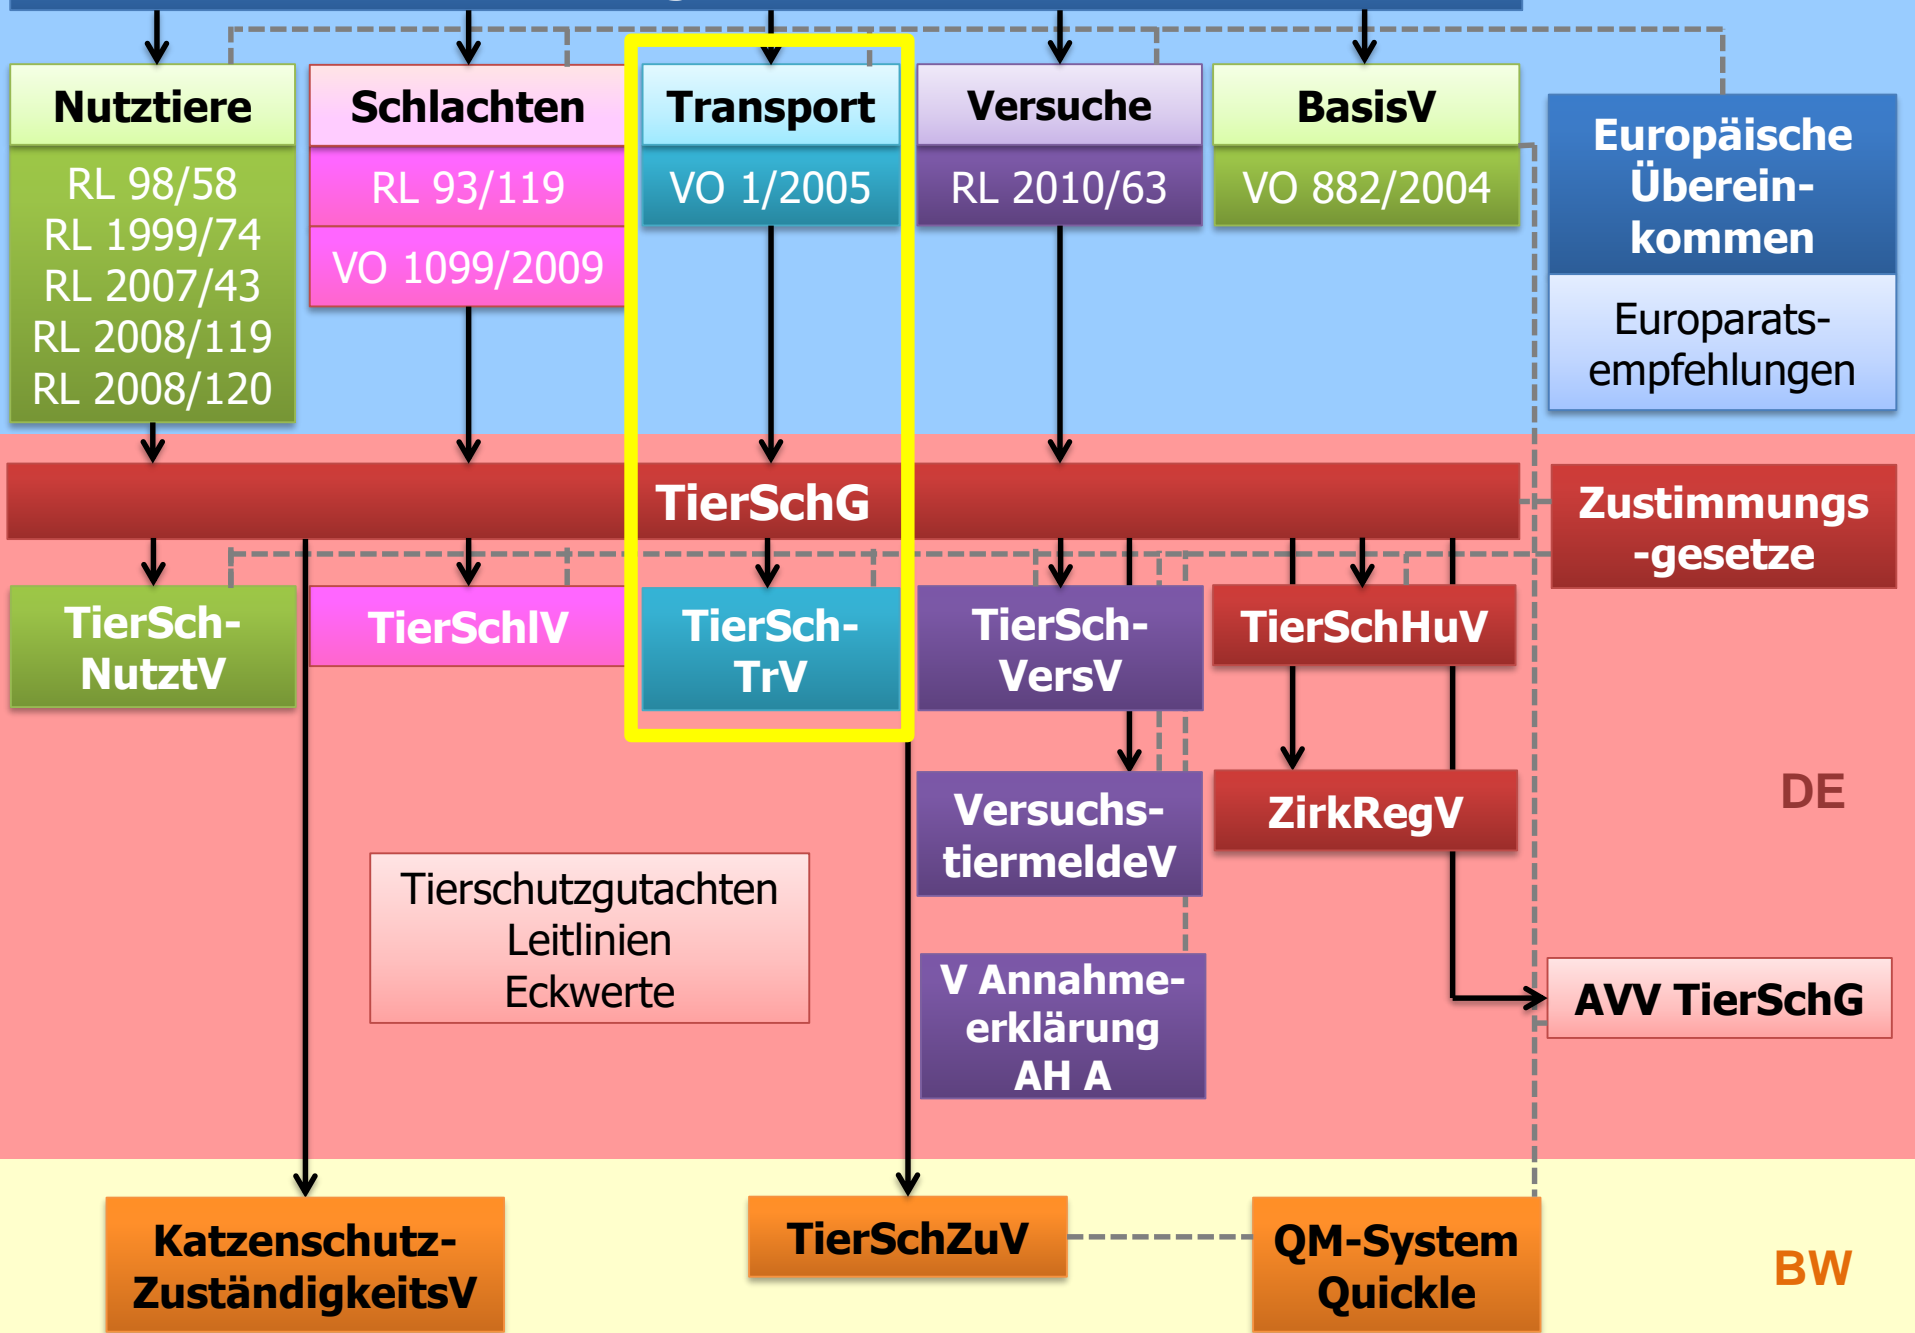 Nutztiere
RL 98/58
RL 1999/74
RL 2007/43
RL 2008/119
RL 2008/120
Schlachten
RL 93/119
VO 1099/2009
Transport
VO 1/2005
Versuche
RL 2010/63
BasisV
VO 882/2004
Europäische
Überein-
kommen
Europarats-
empfehlungen
TierSchG
Zustimmungs
-gesetze
TierSch-
NutztV
TierSchlV
TierSch-
TrV
TierSch-
VersV
TierSchHuV
Versuchs-
tiermeldeV
ZirkRegV
DE
Tierschutzgutachten
Leitlinien
Eckwerte
V Annahme-
erklärung
AH A
AVV TierSchG
Katzenschutz-
ZuständigkeitsV
TierSchZuV
QM-System
Quickle
BW